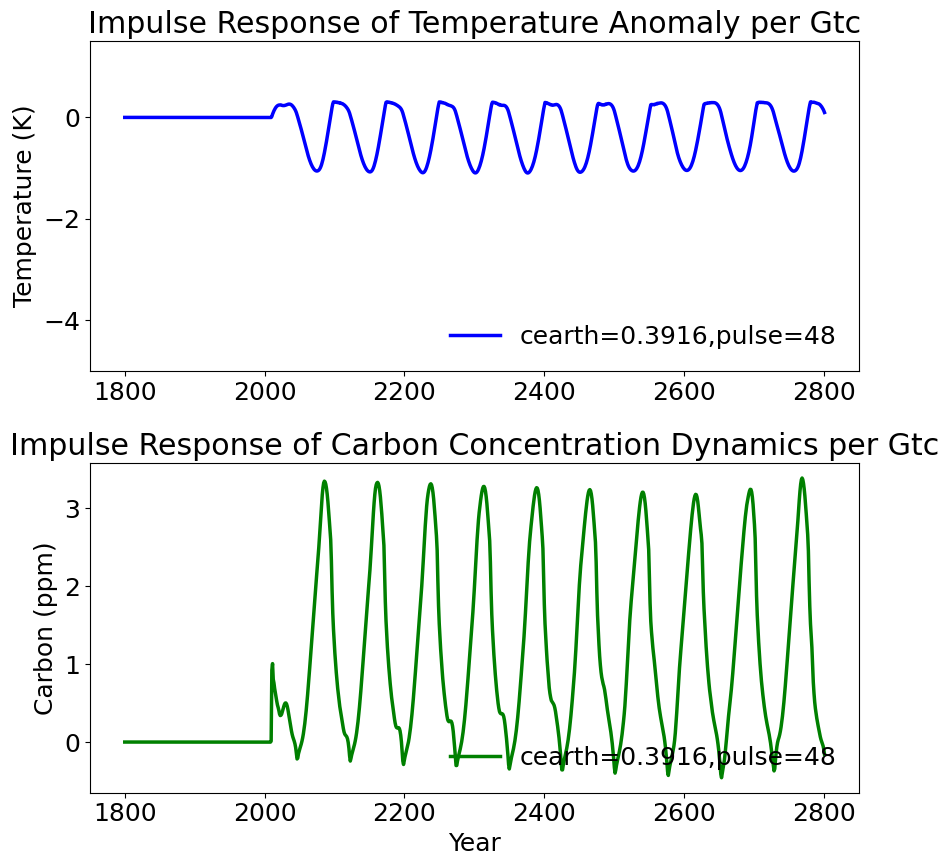 Impulse Response of Temperature Anomaly per Gtc
Temperature (K)
0
−2
−4
cearth=0.3916,pulse=48
1800 2000 2200 2400 2600 2800
Impulse Response of Carbon Concentration Dynamics per Gtc
Carbon (ppm)
3
2
1
0
cearth=0.3916,pulse=48
1800 2000 2200 2400 2600 2800
Year